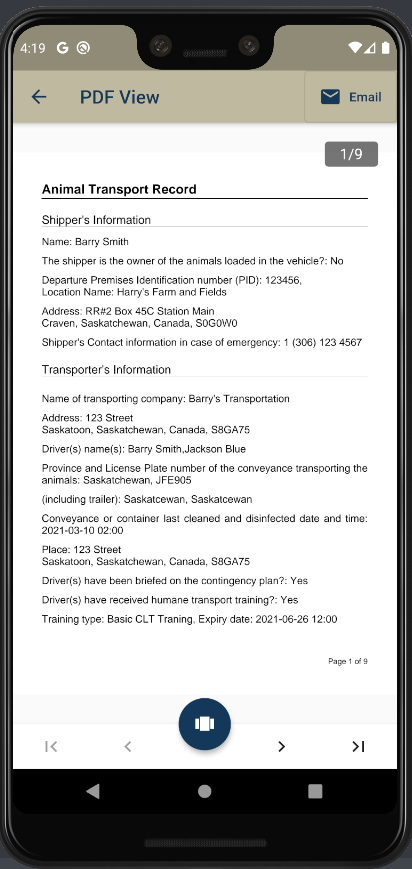 4:19 G
PDF View
Email
1/9
Animal Transport Record
Shipper's Information
Name: Barry Smith
The shipper is the owner of the animals loaded in the vehicle?: No
Departure Premises Identification number (PID): 123456,
Location Name: Harry's Farm and Fields
Address: RR#2 Box 45C Station Main
Craven, Saskatchewan, Canada, S0G0W0
Shipper's Contact information in case of emergency: 1 (306) 123 4567
Transporter's Information
Name of transporting company: Barry's Transportation
Address: 123 Street
Saskatoon, Saskatchewan, Canada, S8GA75
Driver(s) name(s): Barry Smith,Jackson Blue
Province and License Plate number of the conveyance transporting the
animals: Saskatchewan, JFE905
(including trailer): Saskatcewan, Saskatcewan
Conveyance or container last cleaned and disinfected date and time:
2021-03-10 02:00
Place: 123 Street
Saskatoon, Saskatchewan, Canada, S8GA75
Driver(s) have been briefed on the contingency plan?: Yes
Driver(s) have received humane transport training?: Yes
Training type: Basic CLT Traning, Expiry date: 2021-06-26 12:00
Page 1 of 9